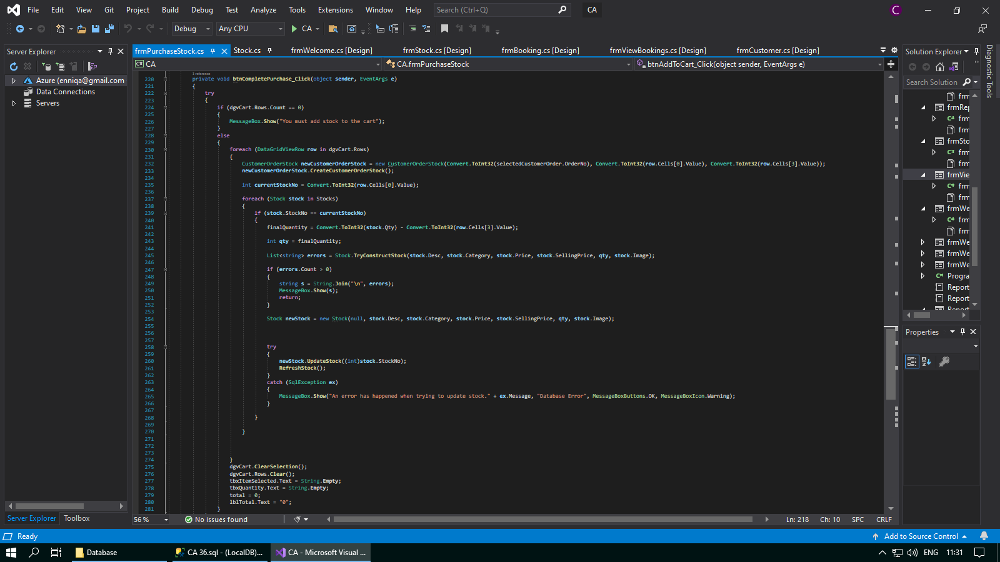 File Edit View Git Project Build Debug Test Analyze Tools Extensions Window Help Search (Ctrl+Q) CA C
Debug Any CPU CA
Server Explorer
Azure (enniqa@gmail.com
Data Connections
Servers
Server Explorer Toolbox
frmPurchaseStock.cs Stock.cs frmWelcome.cs [Design] frmStock.cs [Design] frmBooking.cs [Design] frmViewBookings.cs [Design] frmCustomer.cs [Design]
C# CA CA.frmPurchaseStock btnAddToCart_Click(object sender, EventArgs e)
1 reference
220 private void btnCompletePurchase_Click(object sender, EventArgs e)
221 {
222 try
223 {
224 if (dgvCart.Rows.Count == 0)
225 {
226 MessageBox.Show("You must add stock to the cart");
227 }
228 else
229 {
230 foreach (DataGridViewRow row in dgvCart.Rows)
231 {
232 CustomerOrderStock newCustomerOrderStock = new CustomerOrderStock(Convert.ToInt32(selectedCustomerOrder.OrderNo), Convert.ToInt32(row.Cells[0].Value), Convert.ToInt32(row.Cells[3].Value));
233 newCustomerOrderStock.CreateCustomerOrderStock();
234
235 int currentStockNo = Convert.ToInt32(row.Cells[0].Value);
236
237 foreach (Stock stock in Stocks)
238 {
239 if (stock.StockNo == currentStockNo)
240 {
241 finalQuantity = Convert.ToInt32(stock.Qty) - Convert.ToInt32(row.Cells[3].Value);
242
243 int qty = finalQuantity;
244
245 List<string> errors = Stock.TryConstructStock(stock.Desc, stock.Category, stock.Price, stock.SellingPrice, qty, stock.Image);
246
247 if (errors.Count > 0)
248 {
249 string s = String.Join("\n", errors);
250 MessageBox.Show(s);
251 return;
252 }
253
254 Stock newStock = new Stock(null, stock.Desc, stock.Category, stock.Price, stock.SellingPrice, qty, stock.Image);
255
256
257
258 try
259 {
260 newStock.UpdateStock((int)stock.StockNo);
261 RefreshStock();
262 }
263 catch (SqlException ex)
264 {
265 MessageBox.Show("An error has happened when trying to update stock." + ex.Message, "Database Error", MessageBoxButtons.OK, MessageBoxIcon.Warning);
266 }
267
268 }
269
270 }
271
272
273
274 }
275 dgvCart.ClearSelection();
276 dgvCart.Rows.Clear();
277 tbxItemSelected.Text = String.Empty;
278 tbxQuantity.Text = String.Empty;
279 total = 0;
280 lblTotal.Text = "0";
281 }
56 % No issues found Ln: 218 Ch: 10 SPC CRLF
Solution Explorer
Search Solution
frm
frmRep
C# frm
frm
frmSto
C# frm
frm
frmVie
C# frm
frm
frmWe
C# frm
frm
frmWe
frmWe
frmWe
C# Progra
Report
Report
Report
Properties
Diagnostic Tools
Ready Add to Source Control
Database CA 36.sql - (LocalDB)... CA - Microsoft Visual ... ENG 11:31